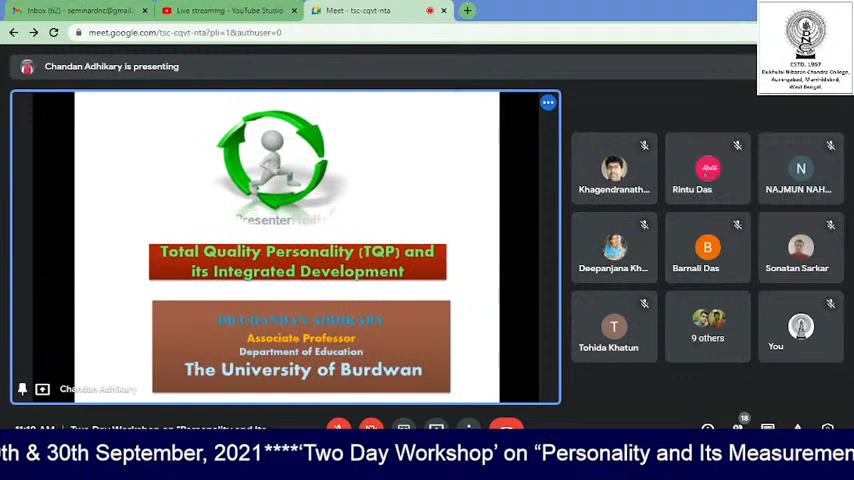 Inbox (62) - seminardnc@gmail.
Live streaming - YouTube Studio
Meet - tsc-cqvt-nta
meet.google.com/tsc-cqvt-nta?pli=1&authuser=0
ESTD. 1967
Dukhulal Nibaran Chandra College,
Aurangabad, Murshidabad,
West Bengal.
Chandan Adhikary is presenting
Total Quality Personality (TQP) and
its Integrated Development
DR CHANDAN ADHIKARY
Associate Professor
Department of Education
The University of Burdwan
Chandan Adhikary
Khagendranath...
Rintu Das
N
NAJMUN NAH...
Deepanjana Kh...
B
Barnali Das
Sonatan Sarkar
T
Tohida Khatun
9 others
You
18
0th & 30th September, 2021****'Two Day Workshop' on "Personality and Its Measuremen